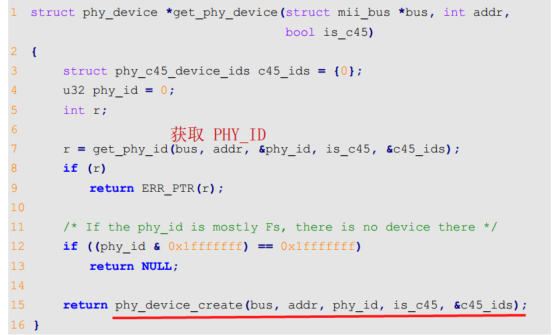 1 struct phy_device *get_phy_device(struct mii_bus *bus, int addr,
bool is_c45)
2 {
3 struct phy_c45_device_ids c45_ids = {0};
4 u32 phy_id = 0;
5 int r;
6
获取 PHY_ID
7 r = get_phy_id(bus, addr, &phy_id, is_c45, &c45_ids);
8 if (r)
9 return ERR_PTR(r);
10
11 /* If the phy_id is mostly Fs, there is no device there */
12 if ((phy_id & 0x1fffffff) == 0x1fffffff)
13 return NULL;
14
15 return phy_device_create(bus, addr, phy_id, is_c45, &c45_ids);
16 }